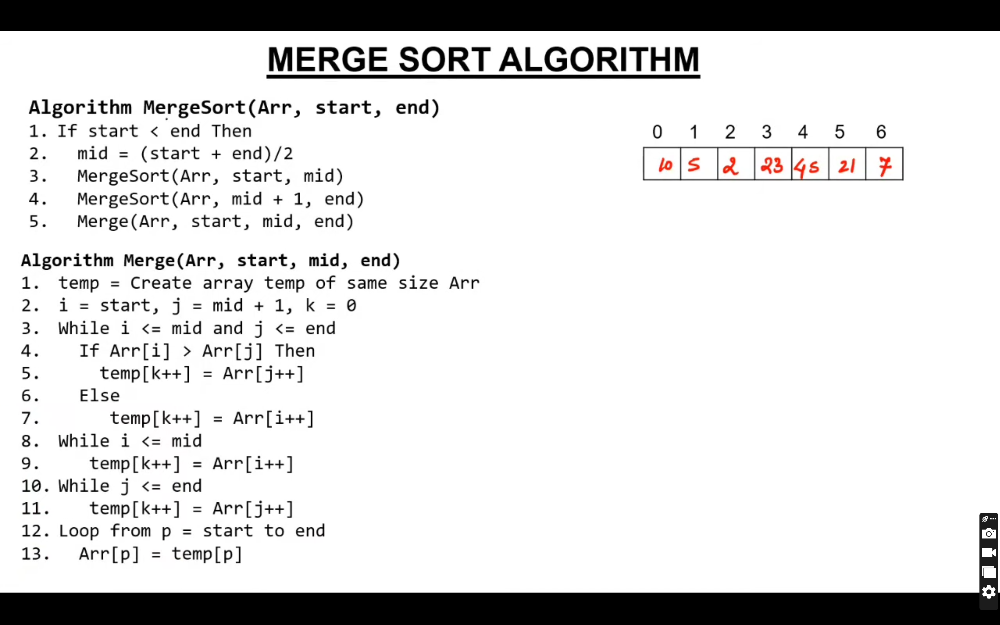 MERGE SORT ALGORITHM
Algorithm MergeSort(Arr, start, end)
1. If start < end Then
2. mid = (start + end)/2
3. MergeSort(Arr, start, mid)
4. MergeSort(Arr, mid + 1, end)
5. Merge(Arr, start, mid, end)
0 1 2 3 4 5 6
10 5 2 23 45 21 7
Algorithm Merge(Arr, start, mid, end)
1. temp = Create array temp of same size Arr
2. i = start, j = mid + 1, k = 0
3. While i <= mid and j <= end
4. If Arr[i] > Arr[j] Then
5. temp[k++] = Arr[j++]
6. Else
7. temp[k++] = Arr[i++]
8. While i <= mid
9. temp[k++] = Arr[i++]
10. While j <= end
11. temp[k++] = Arr[j++]
12. Loop from p = start to end
13. Arr[p] = temp[p]